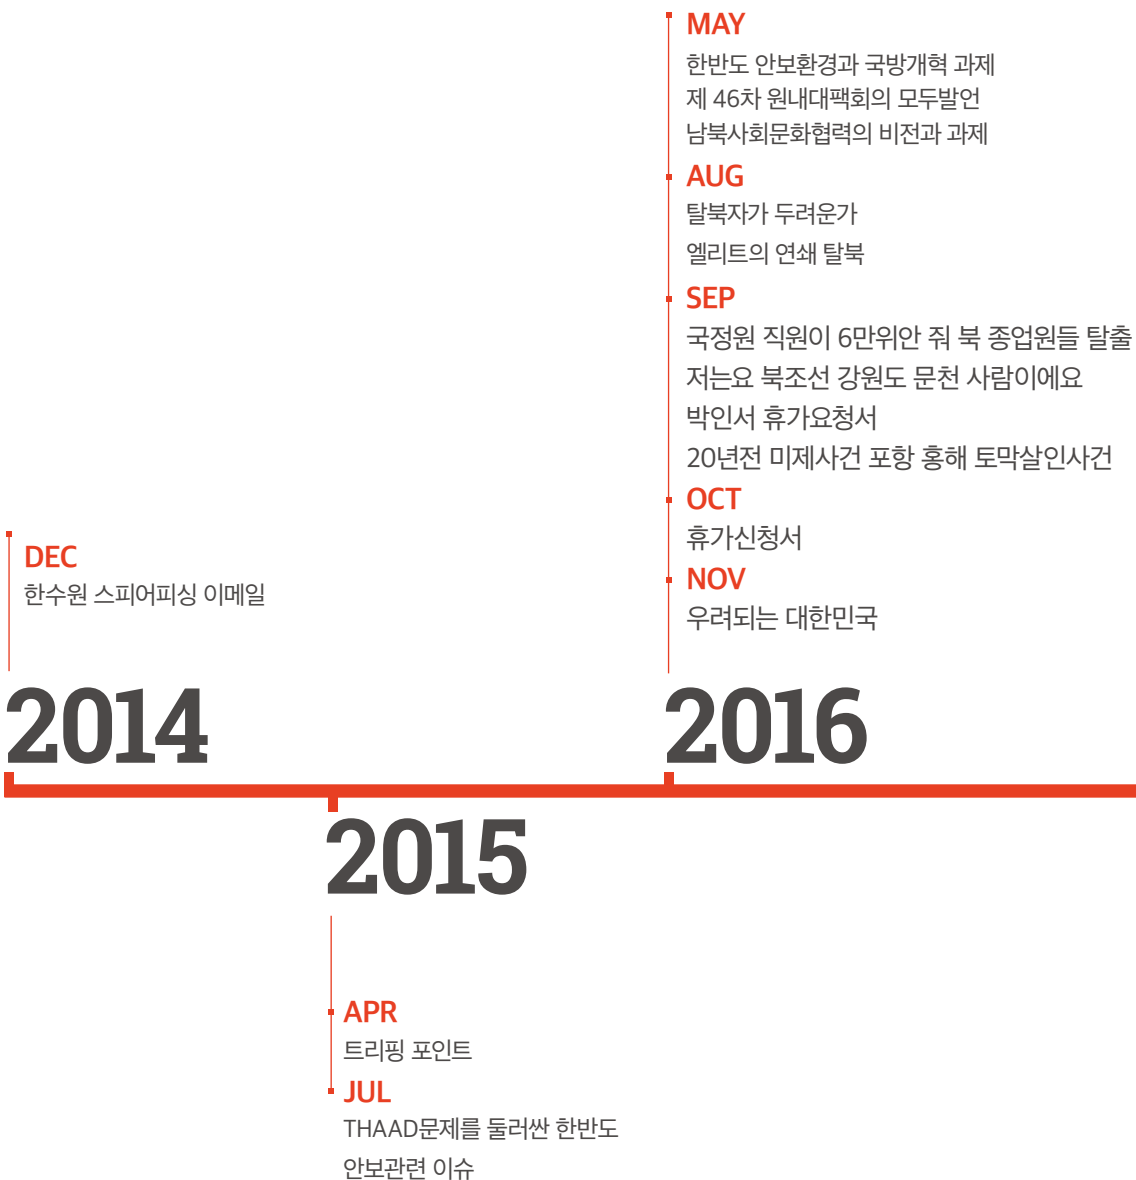 MAY
한반도 안보환경과 국방개혁 과제
제 46차 원내대팩회의 모두발언
남북사회문화협력의 비전과 과제
AUG
탈북자가 두려운가
엘리트의 연쇄 탈북
SEP
국정원 직원이 6만위안 줘 북 종업원들 탈출
저는요 북조선 강원도 문천 사람이에요
박인서 휴가요청서
20년전 미제사건 포항 흥해 토막살인사건
OCT
휴가신청서
NOV
우려되는 대한민국
DEC
한수원 스피어피싱 이메일
2014
2016
2015
APR
트리핑 포인트
JUL
THAAD문제를 둘러싼 한반도
안보관련 이슈